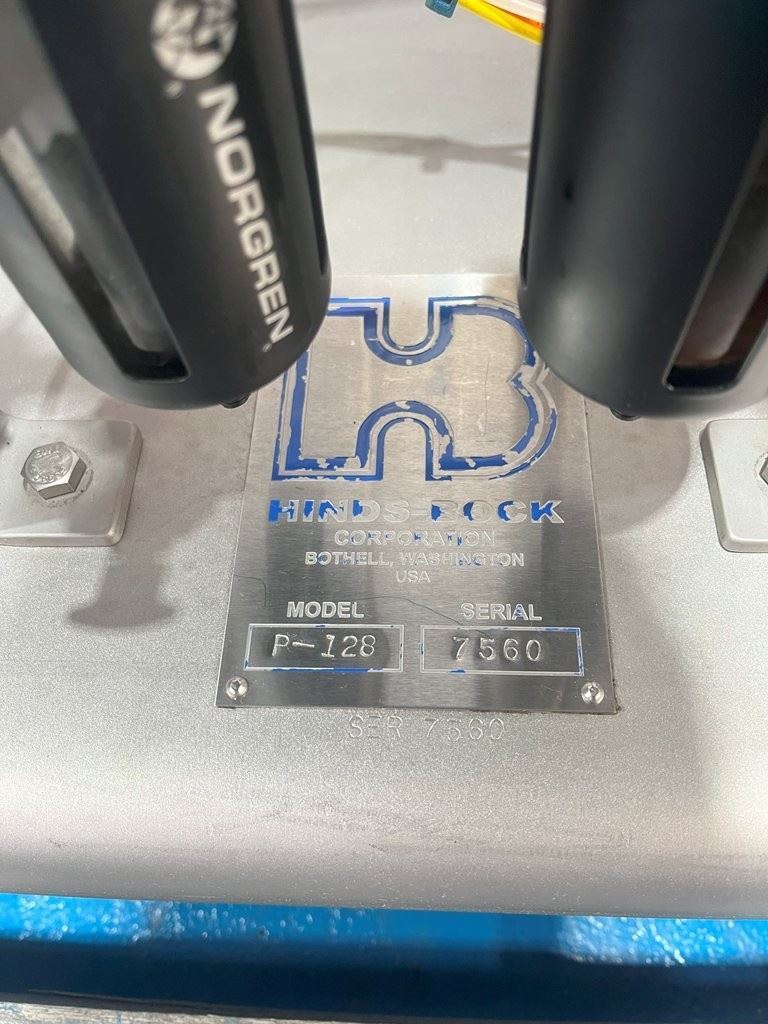 NORGREN
HB
HINDS-BOCK
CORPORATION
BOTHELL, WASHINGTON
USA
MODEL SERIAL
P-128 7560
SER 7560